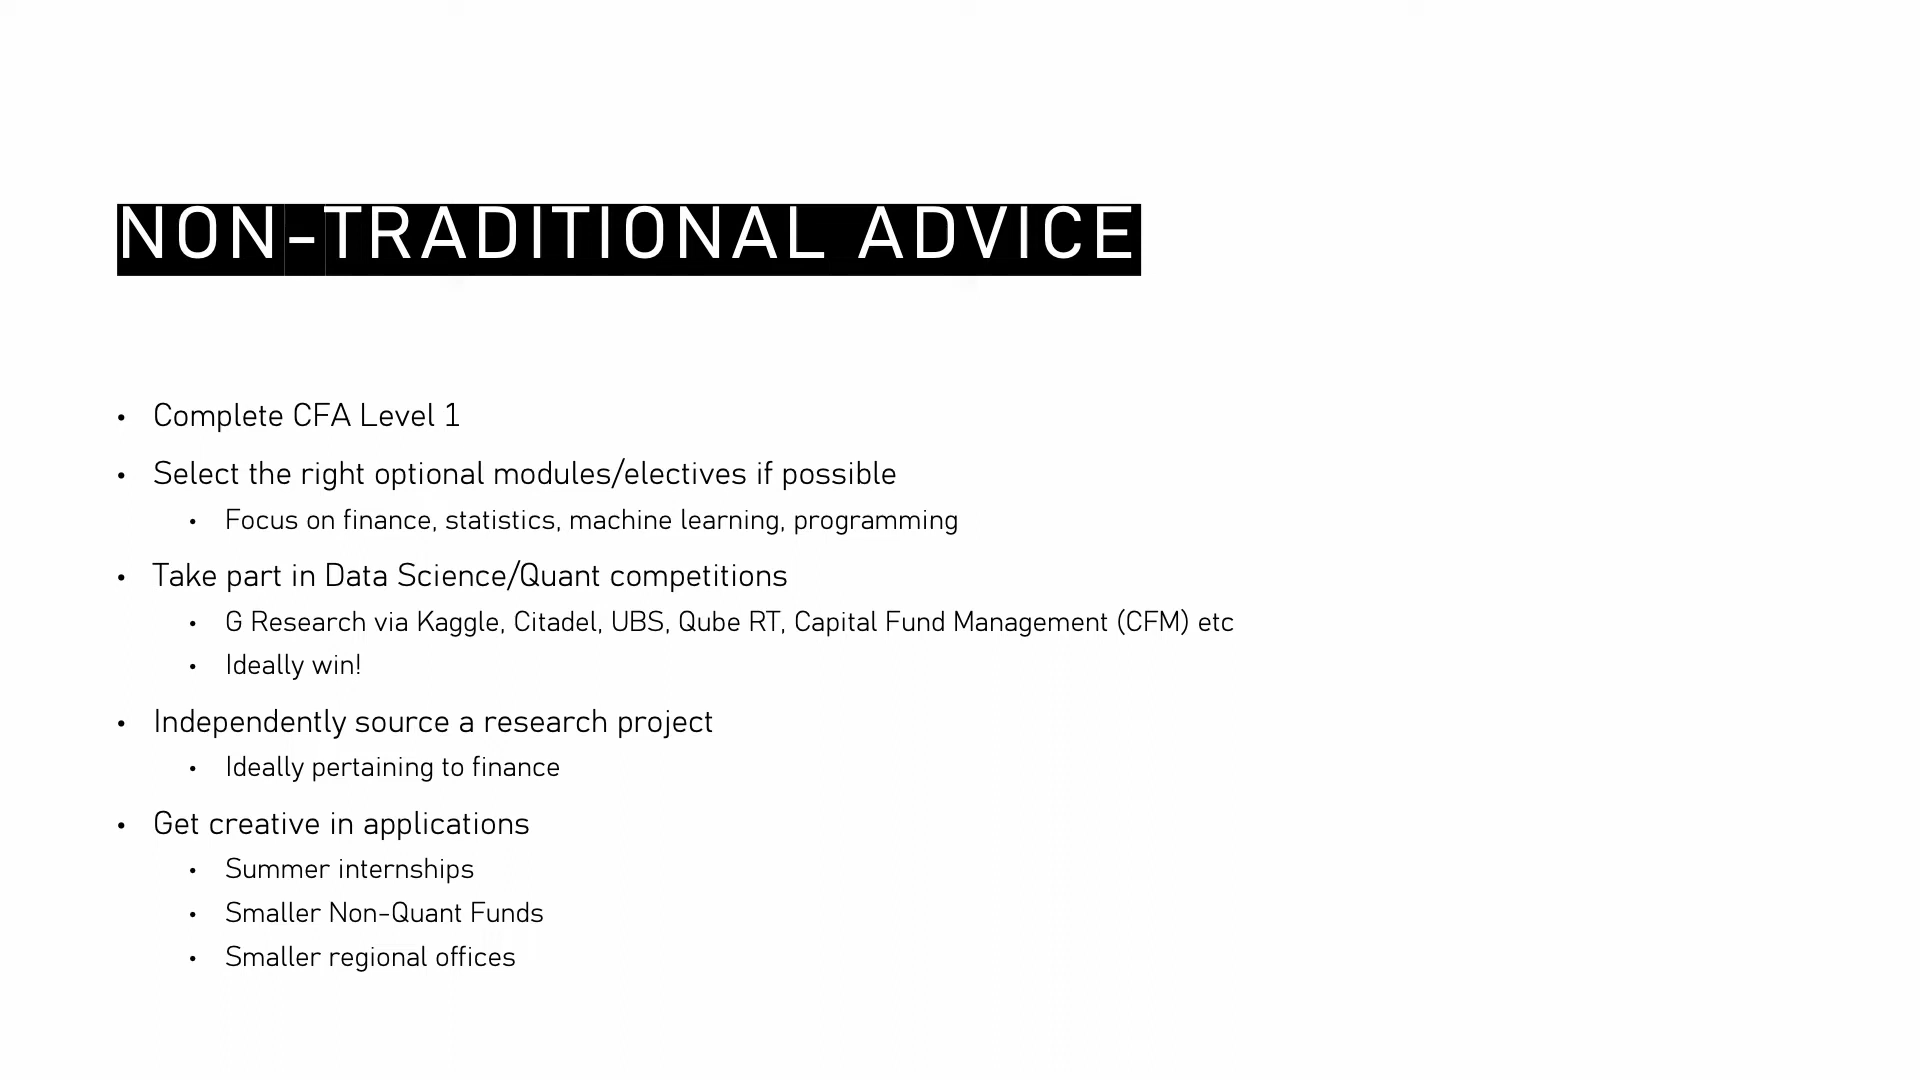 NON-TRADITIONAL ADVICE
• Complete CFA Level 1
• Select the right optional modules/electives if possible
• Focus on finance, statistics, machine learning, programming
• Take part in Data Science/Quant competitions
• G Research via Kaggle, Citadel, UBS, Qube RT, Capital Fund Management (CFM) etc
• Ideally win!
• Independently source a research project
• Ideally pertaining to finance
• Get creative in applications
• Summer internships
• Smaller Non-Quant Funds
• Smaller regional offices